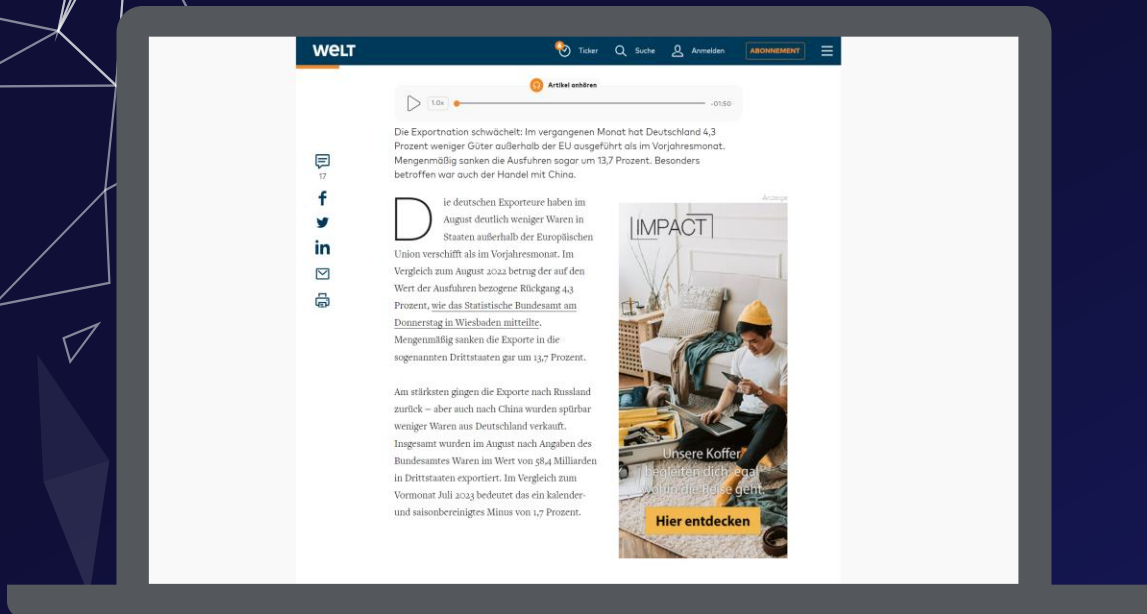 WELT
Ticker
Suche
Anmelden
ABONNEMENT
Artikel anhören
1.0x
-01:50
Die Exportnation schwächelt: Im vergangenen Monat hat Deutschland 4,3
Prozent weniger Güter außerhalb der EU ausgeführt als im Vorjahresmonat.
Mengenmäßig sanken die Ausfuhren sogar um 13,7 Prozent. Besonders
betroffen war auch der Handel mit China.
17
Die deutschen Exporteure haben im
August deutlich weniger Waren in
Staaten außerhalb der Europäischen
Union verschifft als im Vorjahresmonat. Im
Vergleich zum August 2022 betrug der auf den
Wert der Ausfuhren bezogene Rückgang 4,3
Prozent, wie das Statistische Bundesamt am
Donnerstag in Wiesbaden mitteilte.
Mengenmäßig sanken die Exporte in die
sogenannten Drittstaaten gar um 13,7 Prozent.
Am stärksten gingen die Exporte nach Russland
zurück – aber auch nach China wurden spürbar
weniger Waren aus Deutschland verkauft.
Insgesamt wurden im August nach Angaben des
Bundesamtes Waren im Wert von 58,4 Milliarden
in Drittstaaten exportiert. Im Vergleich zum
Vormonat Juli 2023 bedeutet das ein kalender-
und saisonbereinigtes Minus von 1,7 Prozent.
Anzeige
IMPACT
Unsere Koffer
begleiten dich, egal
wohin die Reise geht.
Hier entdecken